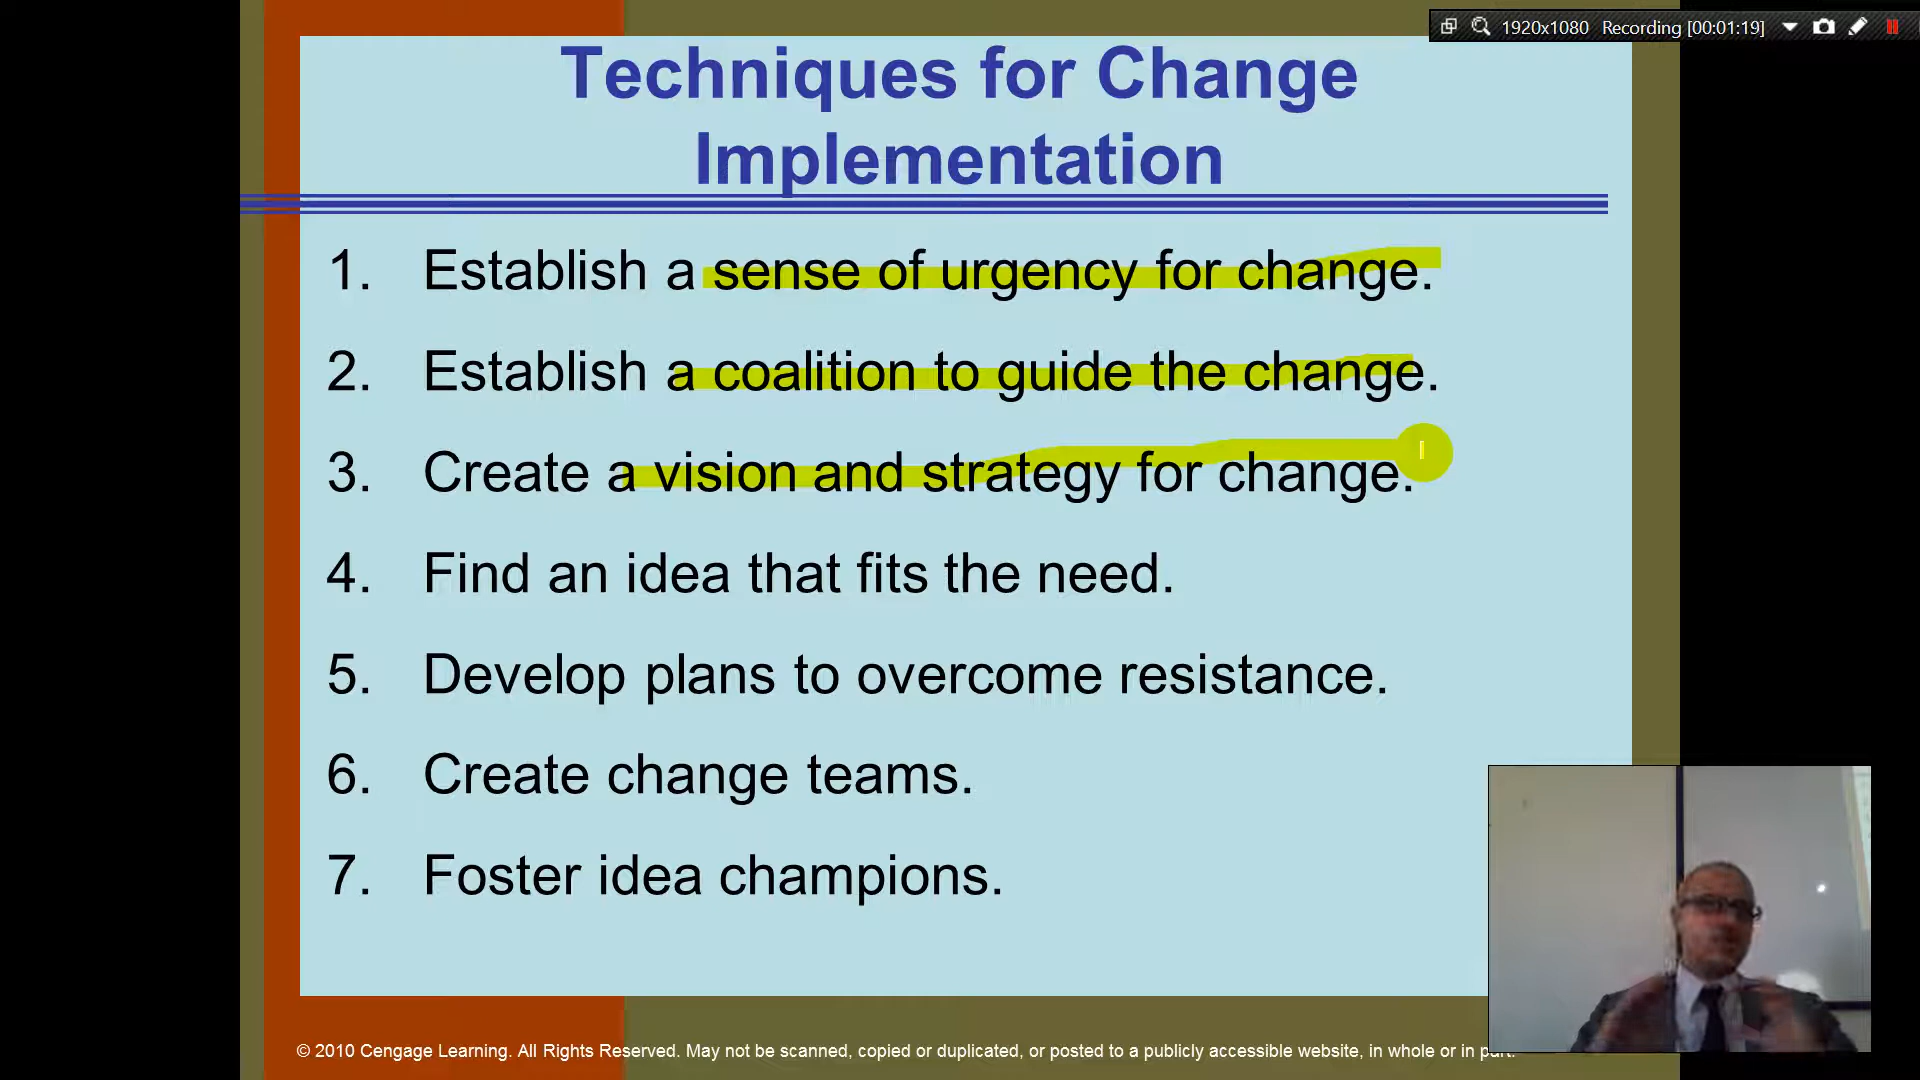 1920x1080 Recording [00:01:19]
Techniques for Change
Implementation
1. Establish a sense of urgency for change.
2. Establish a coalition to guide the change.
3. Create a vision and strategy for change.
4. Find an idea that fits the need.
5. Develop plans to overcome resistance.
6. Create change teams.
7. Foster idea champions.
© 2010 Cengage Learning. All Rights Reserved. May not be scanned, copied or duplicated, or posted to a publicly accessible website, in whole or in part.